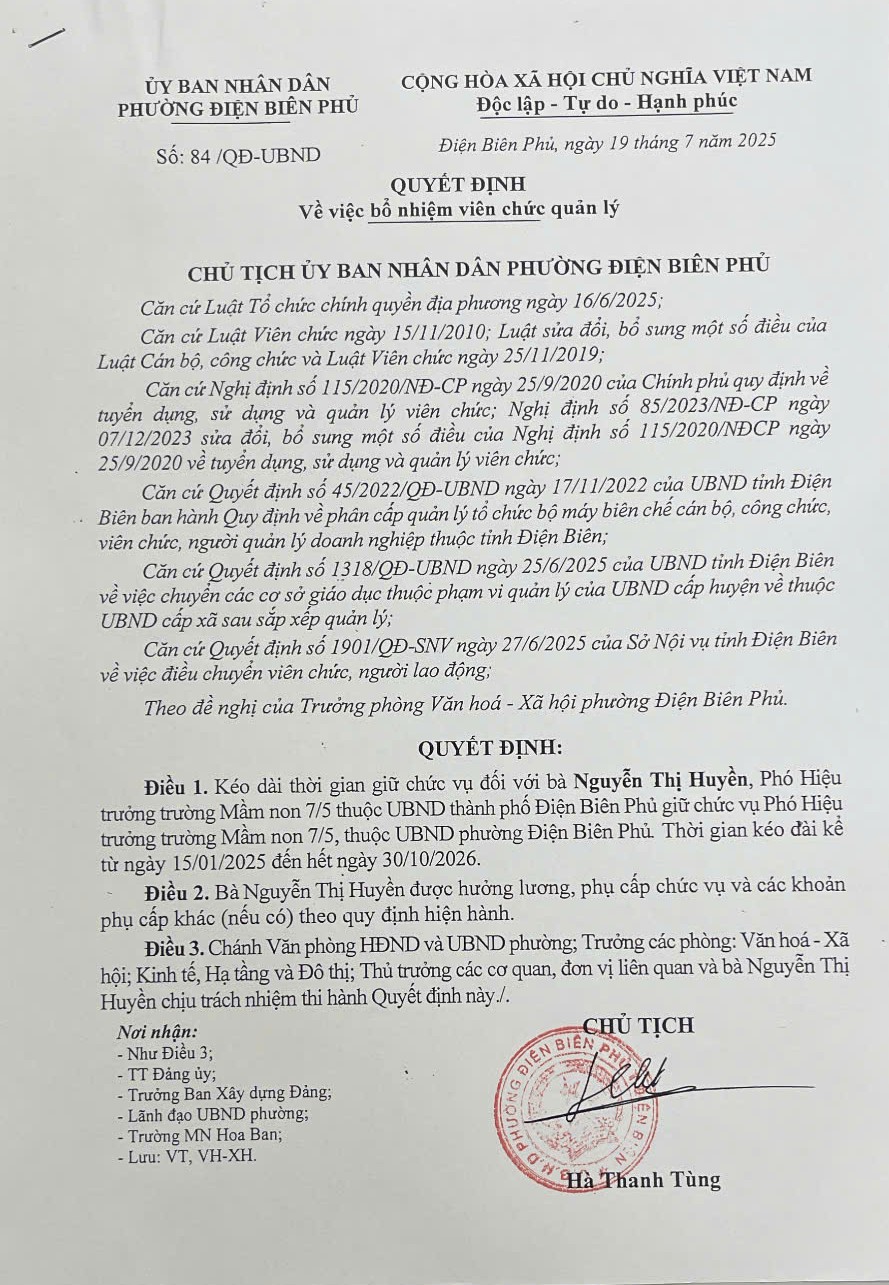 ỦY BAN NHÂN DÂN
PHƯỜNG ĐIỆN BIÊN PHỦ
CỘNG HÒA XÃ HỘI CHỦ NGHĨA VIỆT NAM
Độc lập - Tự do - Hạnh phúc
Số: 84 /QĐ-UBND
Điện Biên Phủ, ngày 19 tháng 7 năm 2025
QUYẾT ĐỊNH
Về việc bổ nhiệm viên chức quản lý
CHỦ TỊCH ỦY BAN NHÂN DÂN PHƯỜNG ĐIỆN BIÊN PHỦ
Căn cứ Luật Tổ chức chính quyền địa phương ngày 16/6/2025;
Căn cứ Luật Viên chức ngày 15/11/2010; Luật sửa đổi, bổ sung một số điều của
Luật Cán bộ, công chức và Luật Viên chức ngày 25/11/2019;
Căn cứ Nghị định số 115/2020/NĐ-CP ngày 25/9/2020 của Chính phủ quy định về
tuyển dụng, sử dụng và quản lý viên chức; Nghị định số 85/2023/NĐ-CP ngày
07/12/2023 sửa đổi, bổ sung một số điều của Nghị định số 115/2020/NĐCP ngày
25/9/2020 về tuyển dụng, sử dụng và quản lý viên chức;
Căn cứ Quyết định số 45/2022/QĐ-UBND ngày 17/11/2022 của UBND tỉnh Điện
Biên ban hành Quy định về phân cấp quản lý tổ chức bộ máy biên chế cán bộ, công chức,
viên chức, người quản lý doanh nghiệp thuộc tỉnh Điện Biên;
Căn cứ Quyết định số 1318/QĐ-UBND ngày 25/6/2025 của UBND tỉnh Điện Biên
về việc chuyển các cơ sở giáo dục thuộc phạm vi quản lý của UBND cấp huyện về thuộc
UBND cấp xã sau sắp xếp quản lý;
Căn cứ Quyết định số 1901/QĐ-SNV ngày 27/6/2025 của Sở Nội vụ tỉnh Điện Biên
về việc điều chuyển viên chức, người lao động;
Theo đề nghị của Trưởng phòng Văn hoá - Xã hội phường Điện Biên Phủ.
QUYẾT ĐỊNH:
Điều 1. Kéo dài thời gian giữ chức vụ đối với bà Nguyễn Thị Huyền, Phó Hiệu
trưởng trường Mầm non 7/5 thuộc UBND thành phố Điện Biên Phủ giữ chức vụ Phó Hiệu
trưởng trường Mầm non 7/5, thuộc UBND phường Điện Biên Phủ. Thời gian kéo dài kể
từ ngày 15/01/2025 đến hết ngày 30/10/2026.
Điều 2. Bà Nguyễn Thị Huyền được hưởng lương, phụ cấp chức vụ và các khoản
phụ cấp khác (nếu có) theo quy định hiện hành.
Điều 3. Chánh Văn phòng HĐND và UBND phường; Trưởng các phòng: Văn hoá - Xã
hội; Kinh tế, Hạ tầng và Đô thị; Thủ trưởng các cơ quan, đơn vị liên quan và bà Nguyễn Thị
Huyền chịu trách nhiệm thi hành Quyết định này./.
Nơi nhận:
- Như Điều 3;
- TT Đảng ủy;
- Trưởng Ban Xây dựng Đảng;
- Lãnh đạo UBND phường;
- Trường MN Hoa Ban;
- Lưu: VT, VH-XH.
CHỦ TỊCH
Hà Thanh Tùng